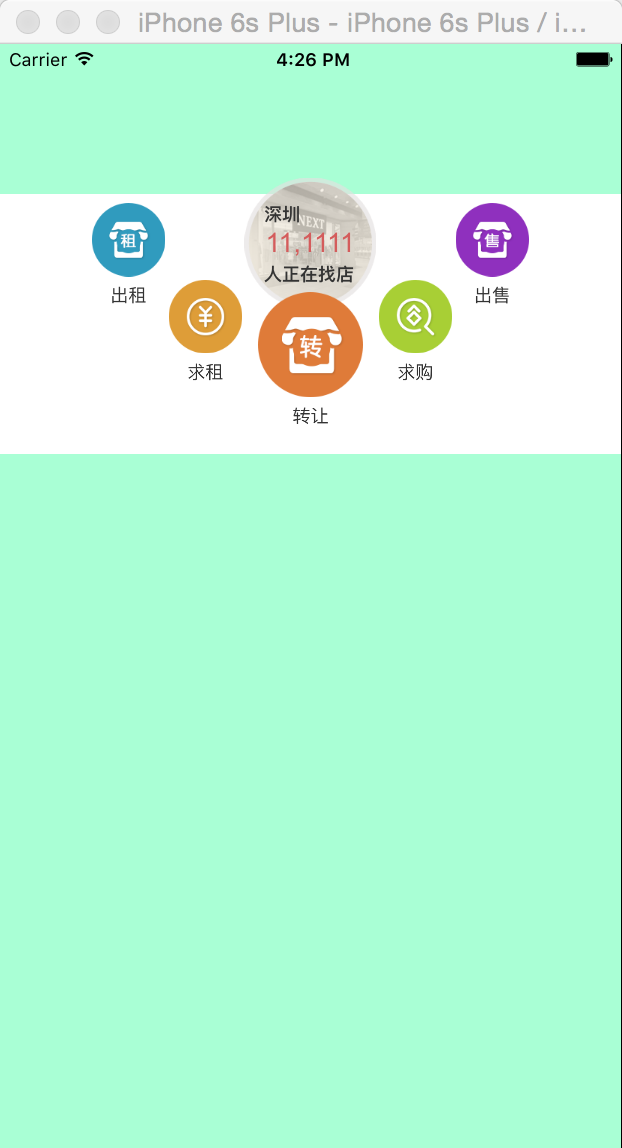 iPhone 6s Plus - iPhone 6s Plus / i...
Carrier
4:26 PM
深圳
NEXT
11,1111
人正在找店
租
出租
售
出售
¥
求租
求购
转
转让